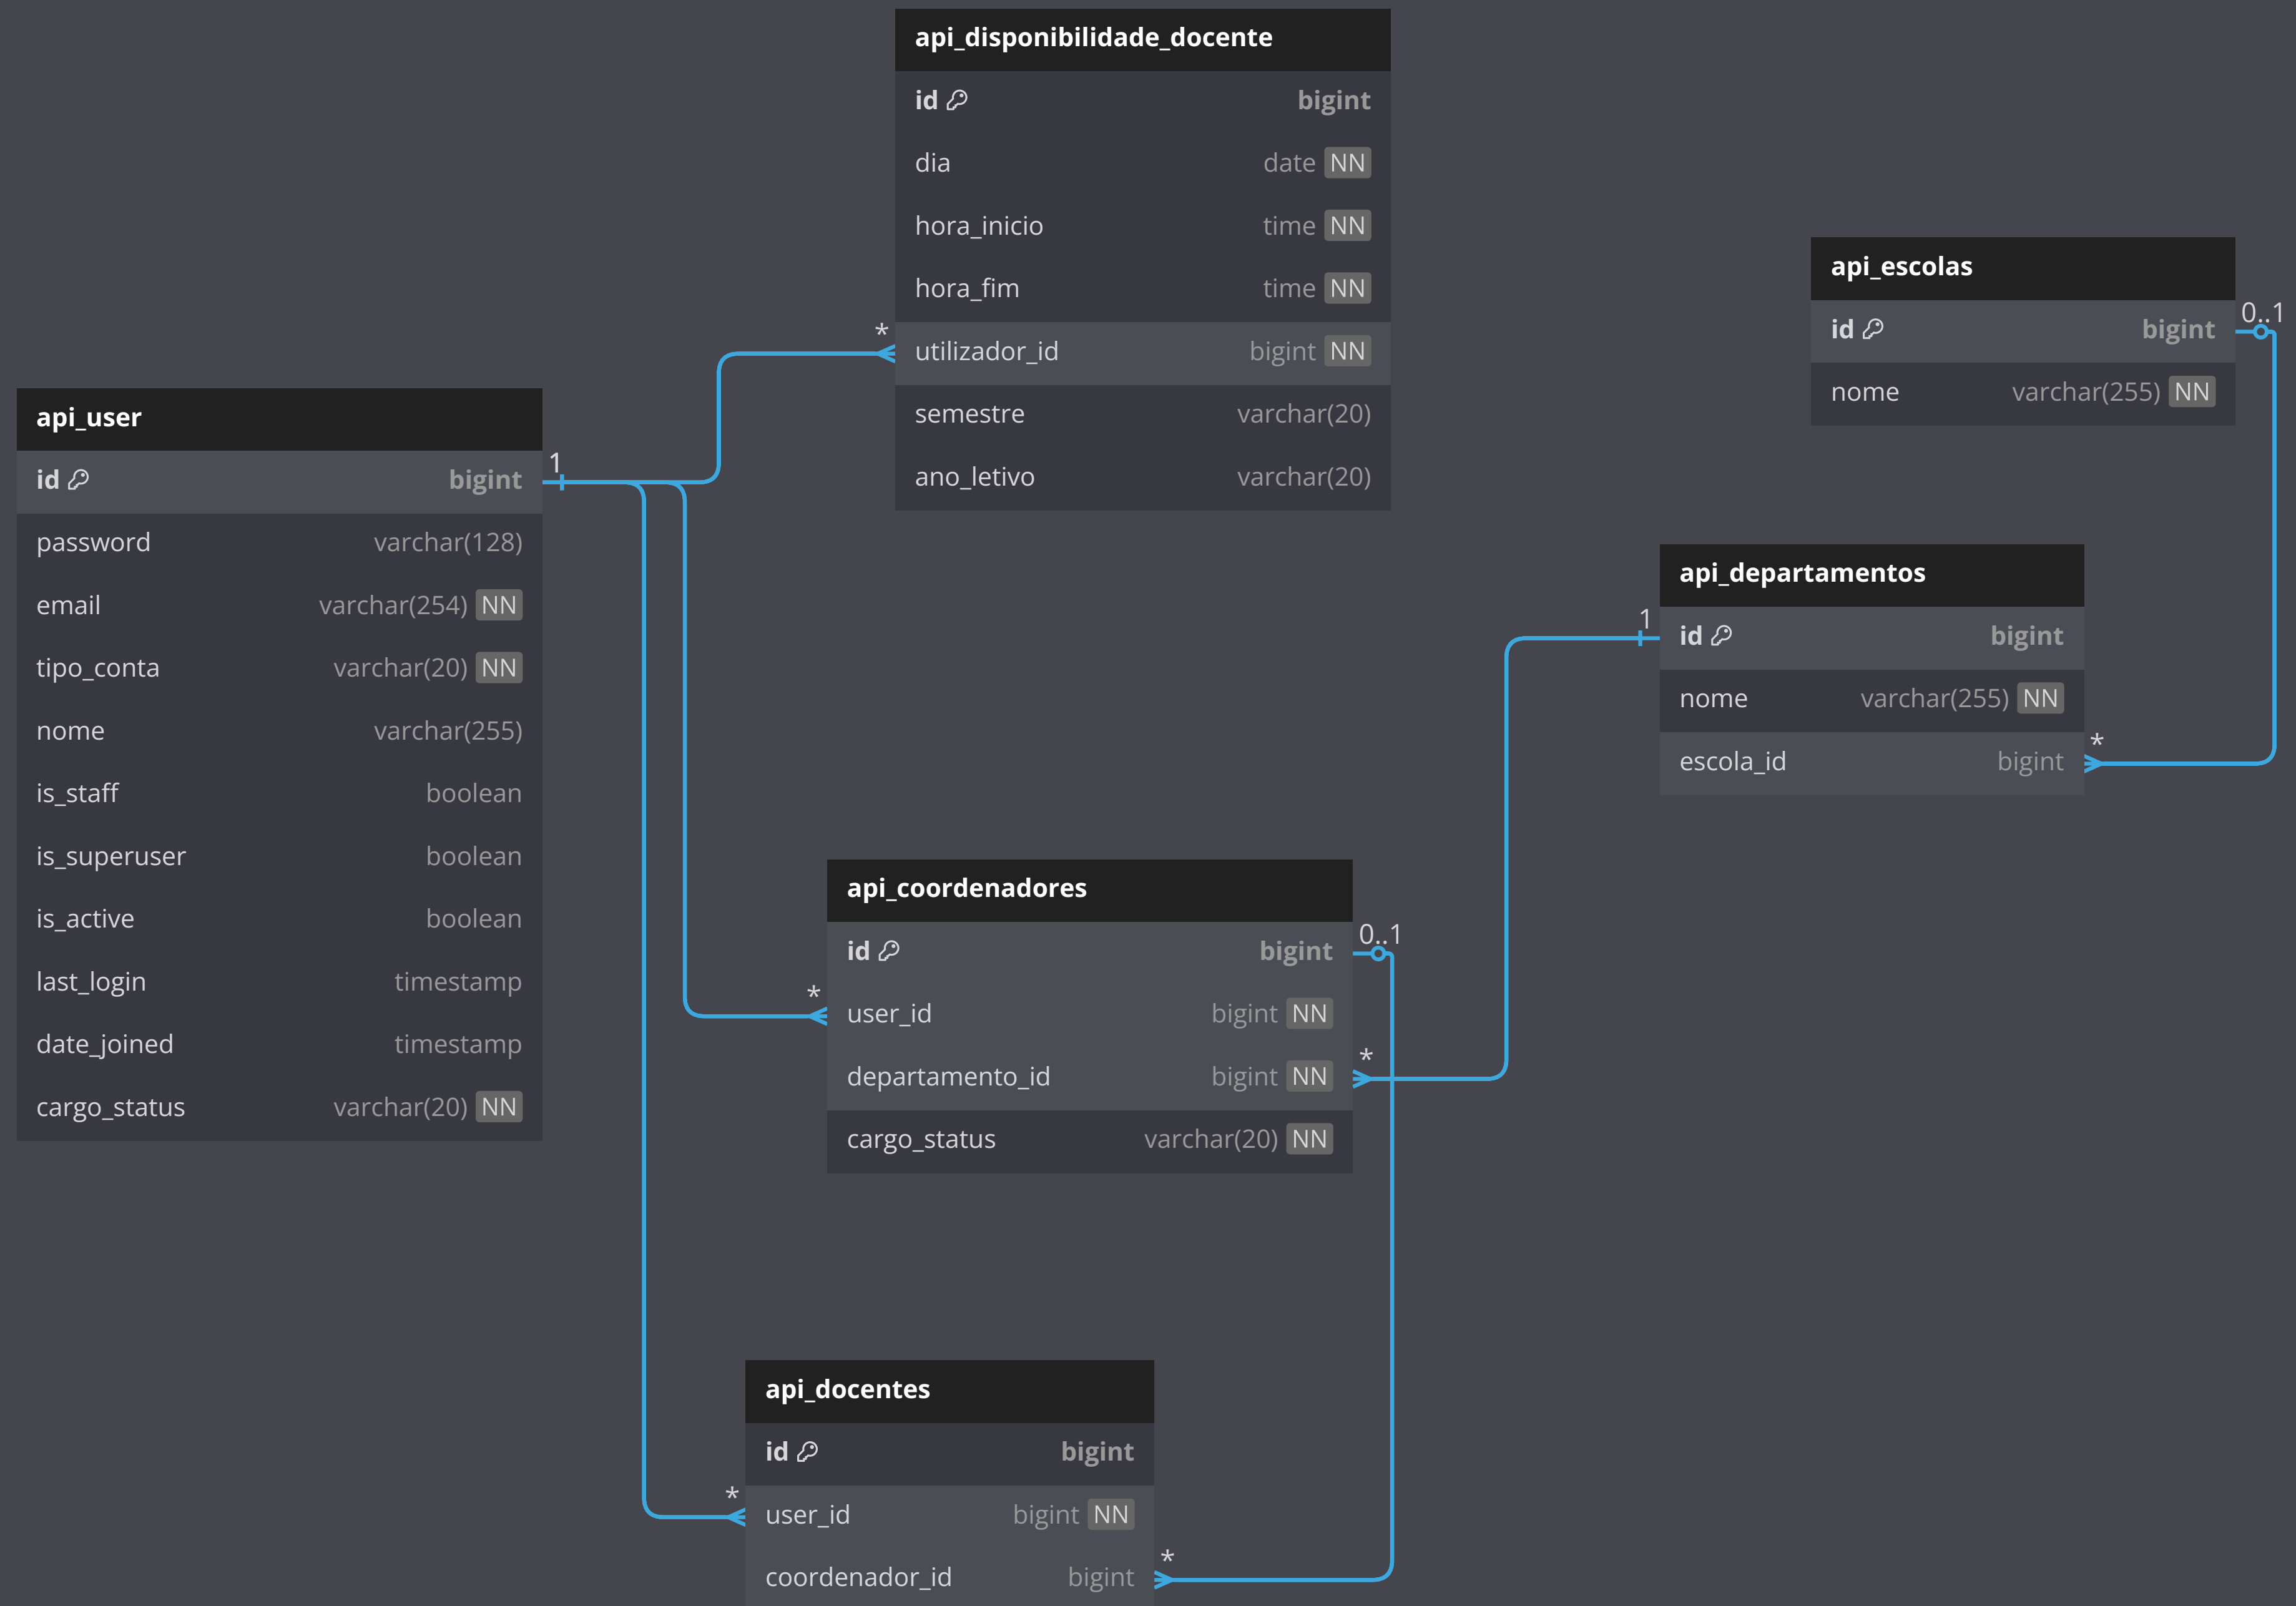 api_disponibilidade_docente
id bigint
dia date NN
hora_inicio time NN
hora_fim time NN
* utilizador_id bigint NN
semestre varchar(20)
ano_letivo varchar(20)
api_escolas
id bigint 0..1
nome varchar(255) NN
api_user
id bigint 1
password varchar(128)
email varchar(254) NN
tipo_conta varchar(20) NN
nome varchar(255)
is_staff boolean
is_superuser boolean
is_active boolean
last_login timestamp
date_joined timestamp
cargo_status varchar(20) NN
api_departamentos
1 id bigint
nome varchar(255) NN
escola_id bigint *
api_coordenadores
id bigint 0..1
* user_id bigint NN
departamento_id bigint NN *
cargo_status varchar(20) NN
api_docentes
id bigint
* user_id bigint NN
coordenador_id bigint *